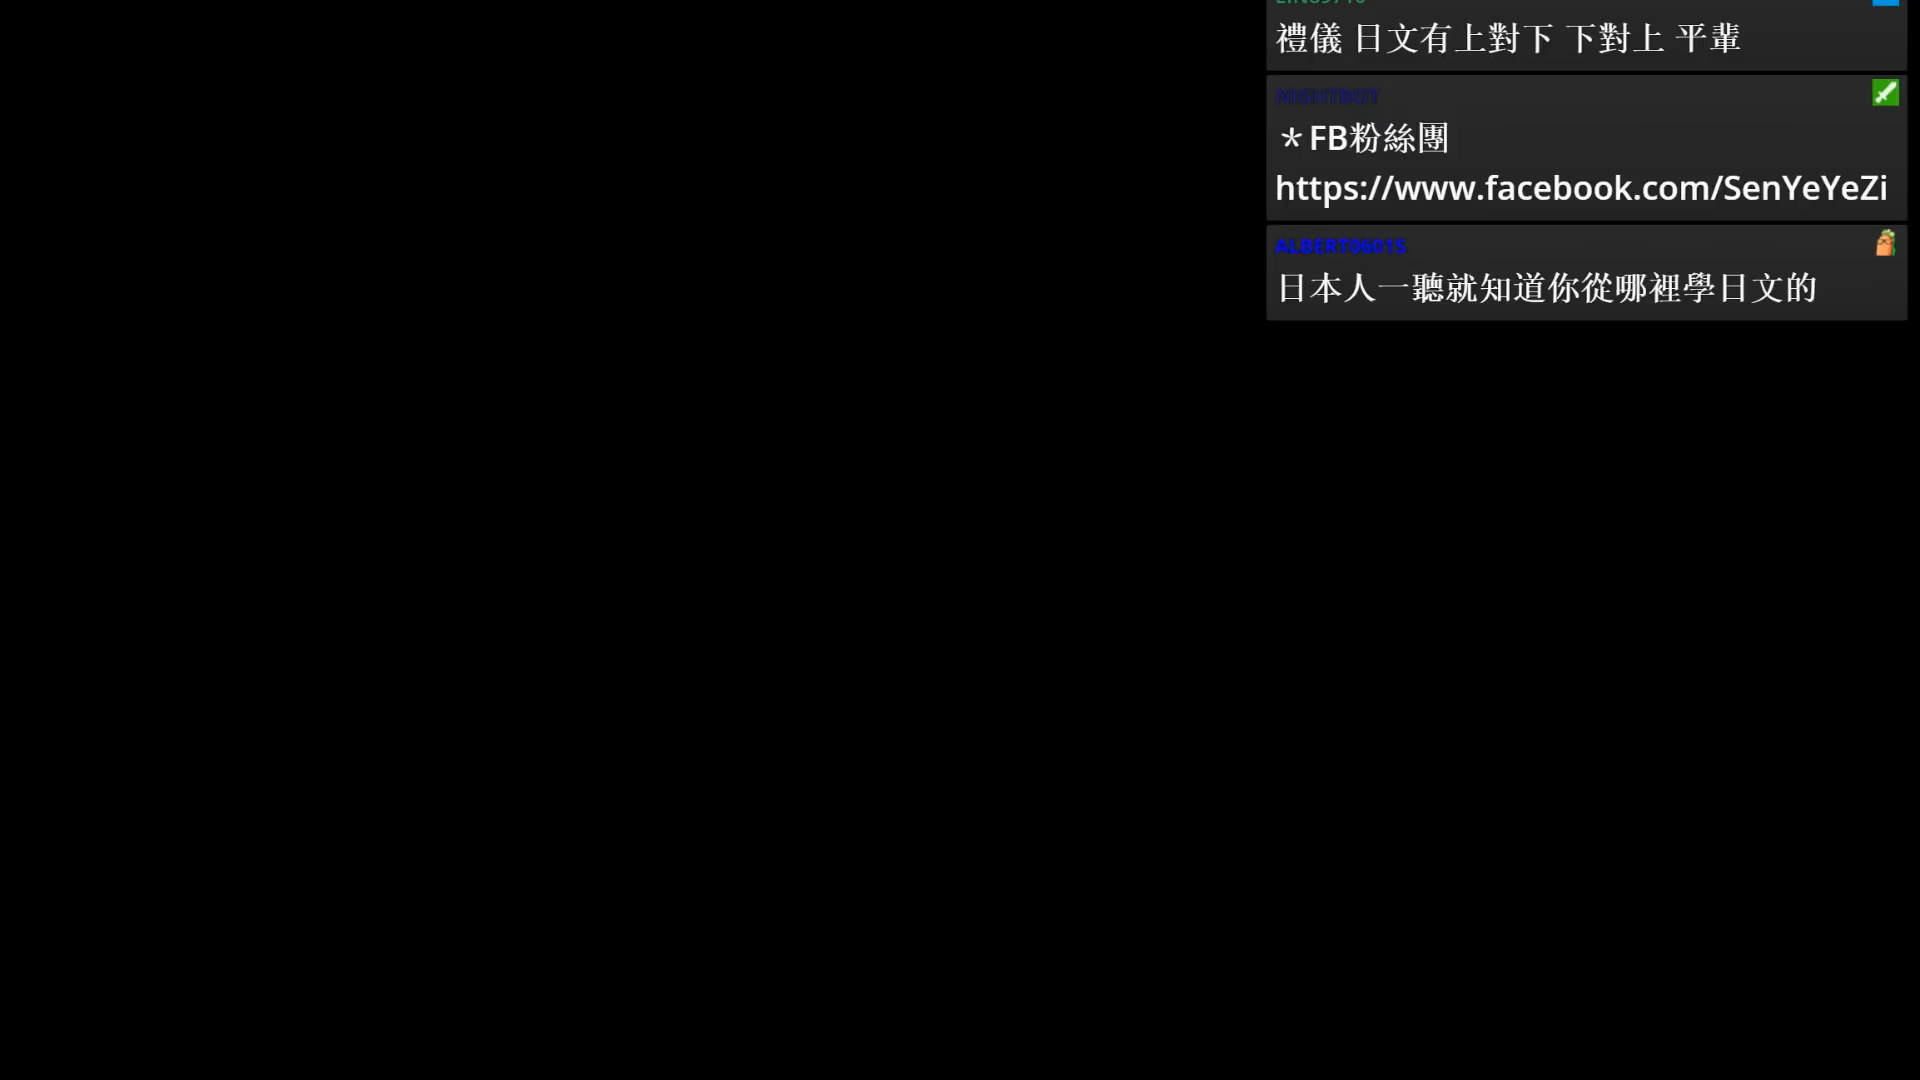 禮儀 日文有上對下 下對上 平輩
NIGHTBOT
＊FB粉絲團
https://www.facebook.com/SenYeYeZi
ALBERT06015
日本人一聽就知道你從哪裡學日文的